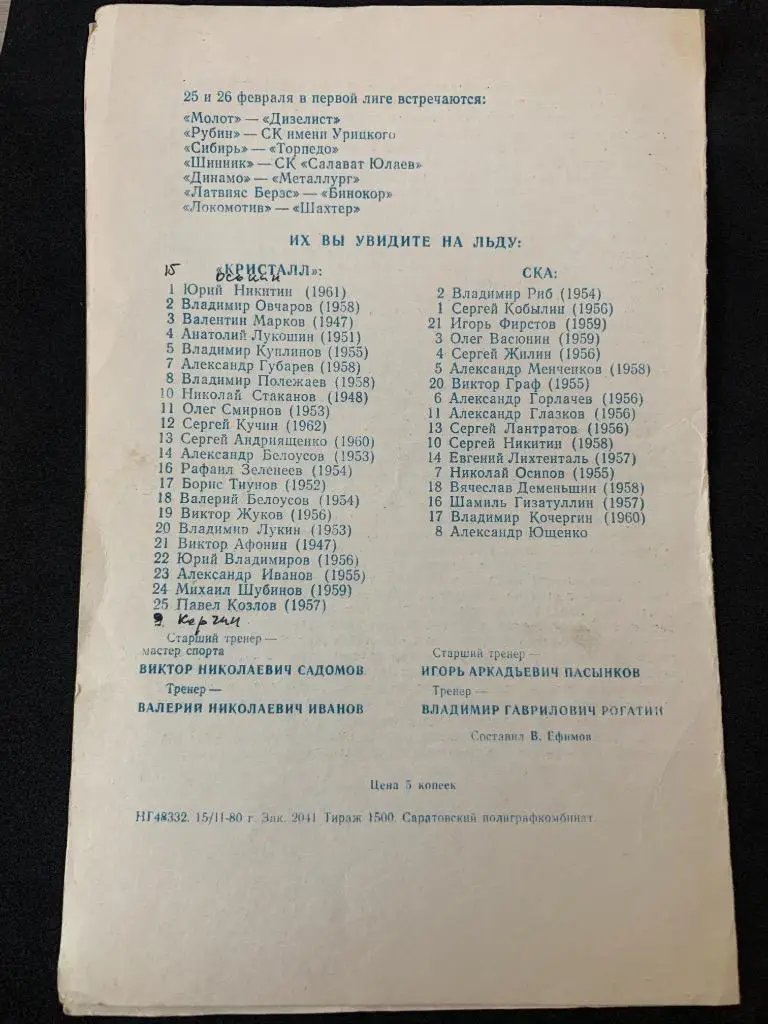 25 и 26 февраля в первой лиге встречаются:
«Молот» — «Дизелист»
«Рубин» — СК имени Урицкого
«Сибирь» — «Торпедо»
«Шинник» — СК «Салават Юлаев»
«Динамо» — «Металлург»
«Латвияс Берзс» — «Бинокор»
«Локомотив» — «Шахтер»
ИХ ВЫ УВИДИТЕ НА ЛЬДУ:
«КРИСТАЛЛ»:
15 Осьнин
1 Юрий Никитин (1961)
2 Владимир Овчаров (1958)
3 Валентин Марков (1947)
4 Анатолий Лукошин (1951)
5 Владимир Куплинов (1955)
7 Александр Губарев (1958)
8 Владимир Полежаев (1958)
10 Николай Стаканов (1948)
11 Олег Смирнов (1953)
12 Сергей Кучин (1962)
13 Сергей Андриященко (1960)
14 Александр Белоусов (1953)
16 Рафаил Зеленеев (1954)
17 Борис Тиунов (1952)
18 Валерий Белоусов (1954)
19 Виктор Жуков (1956)
20 Владимир Лукин (1953)
21 Виктор Афонин (1947)
22 Юрий Владимиров (1956)
23 Александр Иванов (1955)
24 Михаил Шубинов (1959)
25 Павел Козлов (1957)
9 Керчин
Старший тренер —
мастер спорта
ВИКТОР НИКОЛАЕВИЧ САДОМОВ
Тренер —
ВАЛЕРИЙ НИКОЛАЕВИЧ ИВАНОВ
СКА:
2 Владимир Риб (1954)
1 Сергей Кобылин (1956)
21 Игорь Фирстов (1959)
3 Олег Васюнин (1959)
4 Сергей Жилин (1956)
5 Александр Менченков (1958)
20 Виктор Граф (1955)
6 Александр Горлачев (1956)
11 Александр Глазков (1956)
13 Сергей Лантратов (1956)
10 Сергей Никитин (1958)
14 Евгений Лихтенталь (1957)
7 Николай Осипов (1955)
18 Вячеслав Деменьшин (1958)
16 Шамиль Гизатуллин (1957)
17 Владимир Кочергин (1960)
8 Александр Ющенко
Старший тренер —
ИГОРЬ АРКАДЬЕВИЧ ПАСЫНКОВ
Тренер —
ВЛАДИМИР ГАВРИЛОВИЧ РОГАТИН
Составил В. Ефимов
Цена 5 копеек
НГ48332. 15/II-80 г. Зак. 2041 Тираж 1500. Саратовский полиграфкомбинат.